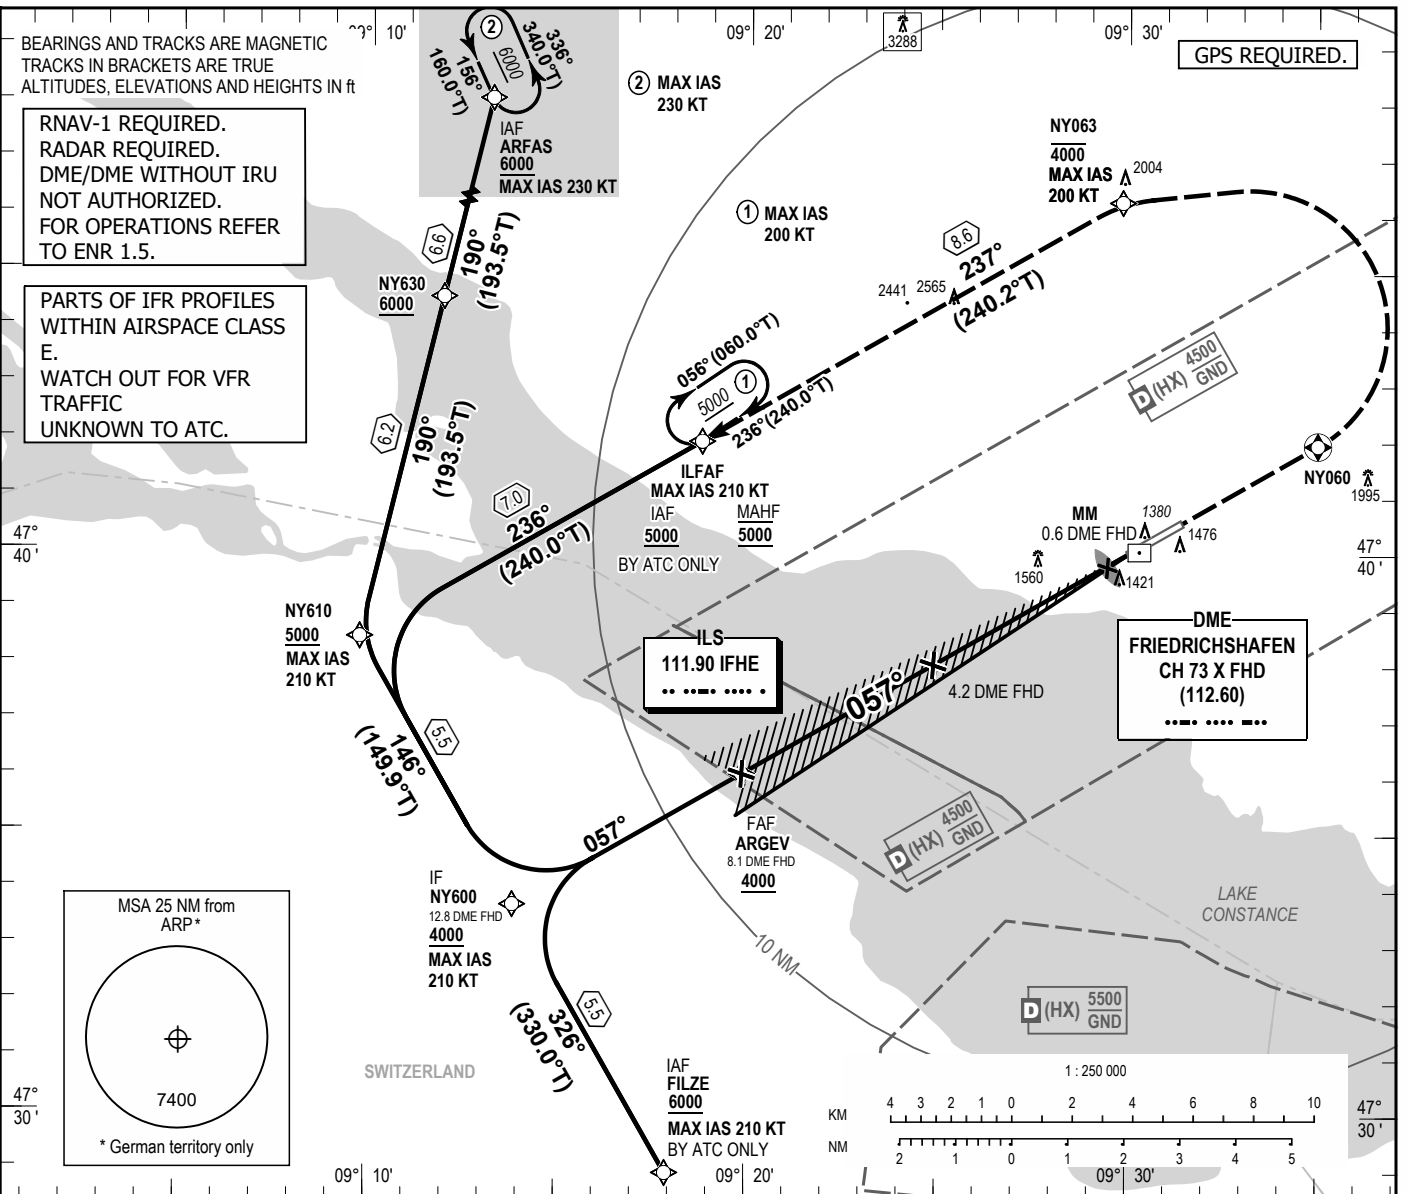 09° 10'
09° 20'
09° 30'
BEARINGS AND TRACKS ARE MAGNETIC
TRACKS IN BRACKETS ARE TRUE
ALTITUDES, ELEVATIONS AND HEIGHTS IN ft
RNAV-1 REQUIRED.
RADAR REQUIRED.
DME/DME WITHOUT IRU
NOT AUTHORIZED.
FOR OPERATIONS REFER
TO ENR 1.5.
PARTS OF IFR PROFILES
WITHIN AIRSPACE CLASS
E.
WATCH OUT FOR VFR
TRAFFIC
UNKNOWN TO ATC.
GPS REQUIRED.
3288
2
6000
336°
340.0°T)
156°
160.0°T)
IAF
ARFAS
6000
MAX IAS 230 KT
2 MAX IAS
230 KT
1 MAX IAS
200 KT
NY063
4000
MAX IAS
200 KT
2004
8.6
237°
(240.2°T)
2441
2565
6.6
190°
(193.5°T)
NY630
6000
6.2
190°
(193.5°T)
056° (060.0°T)
5000
1
236°(240.0°T)
ILFAF
MAX IAS 210 KT
IAF
5000
MAHF
5000
BY ATC ONLY
7.0
236°
(240.0°T)
D (HX) 4500
GND
NY060
1995
MM
0.6 DME FHD
1380
1476
1560
1421
47°
40'
47°
40'
NY610
5000
MAX IAS
210 KT
ILS
111.90 IFHE
DME
FRIEDRICHSHAFEN
CH 73 X FHD
(112.60)
057°
4.2 DME FHD
5.5
146°
(149.9°T)
057°
FAF
ARGEV
8.1 DME FHD
4000
D (HX) 4500
GND
IF
NY600
12.8 DME FHD
4000
MAX IAS
210 KT
10 NM
LAKE
CONSTANCE
D (HX) 5500
GND
5.5
326°
(330.0°T)
SWITZERLAND
IAF
FILZE
6000
MAX IAS 210 KT
BY ATC ONLY
MSA 25 NM from
ARP*
7400
* German territory only
1 : 250 000
KM 4 3 2 1 0 2 4 6 8 10
NM 2 1 0 1 2 3 4 5
47°
30'
47°
30'
09° 10'
09° 20'
09° 30'